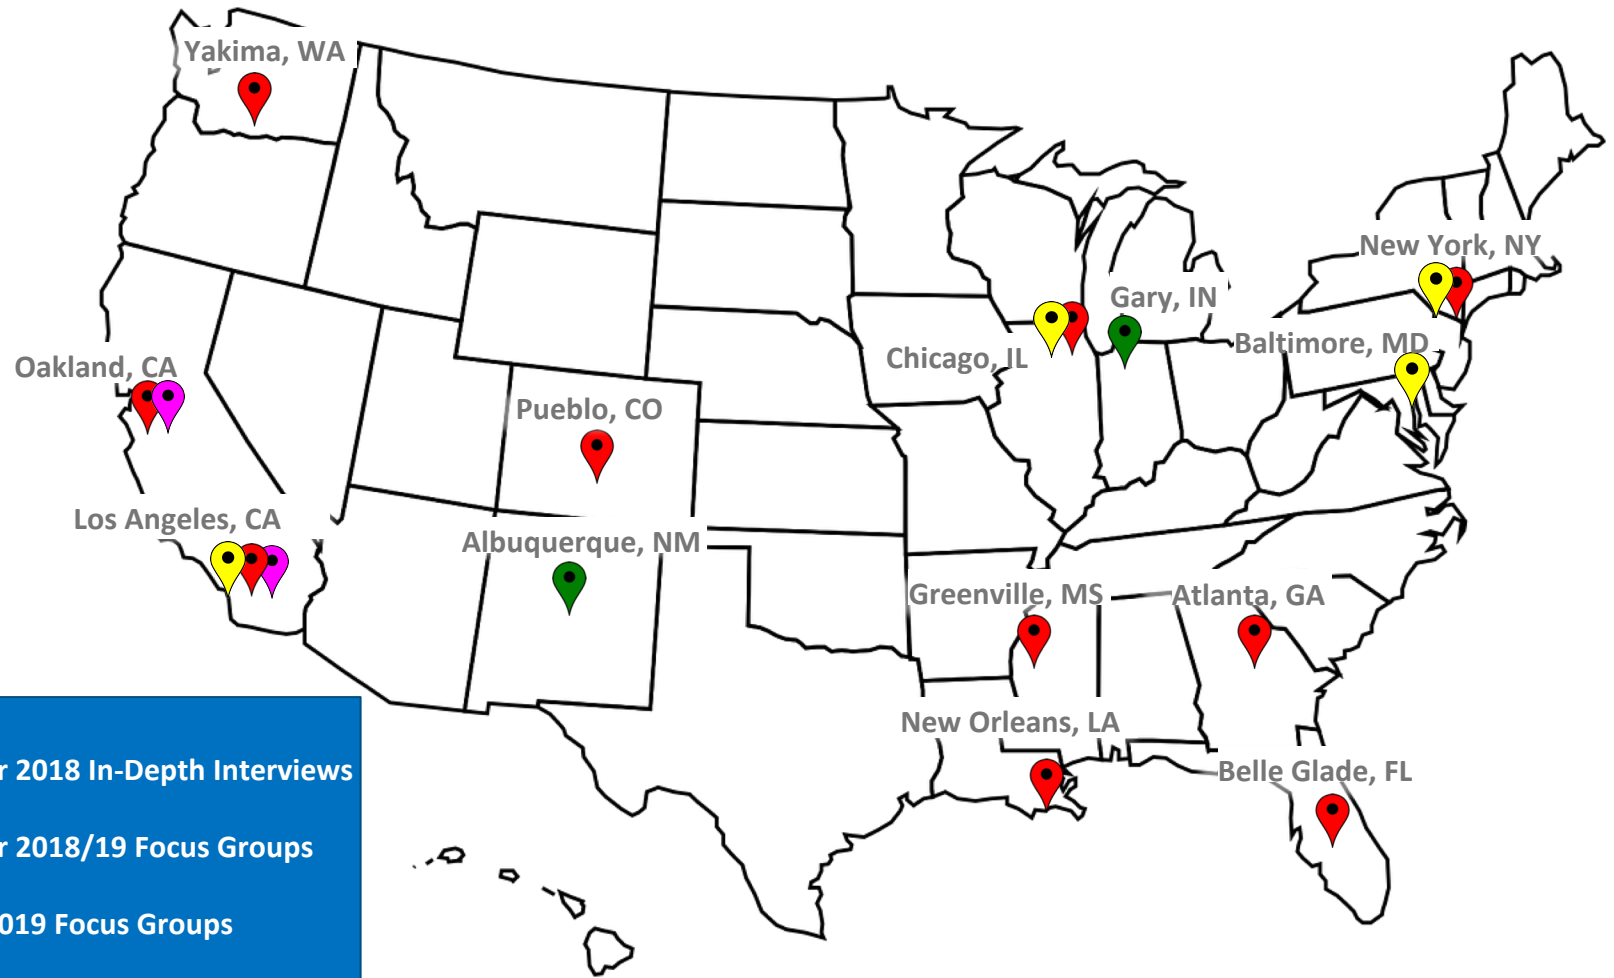 Yakima, WA
New York, NY
Gary, IN
Baltimore, MD
Chicago, IL
Oakland, CA
Pueblo, CO
Los Angeles, CA
Albuquerque, NM
Greenville, MS
Atlanta, GA
New Orleans, LA
Belle Glade, FL
2018 In-Depth Interviews
2018/19 Focus Groups
Focus Groups